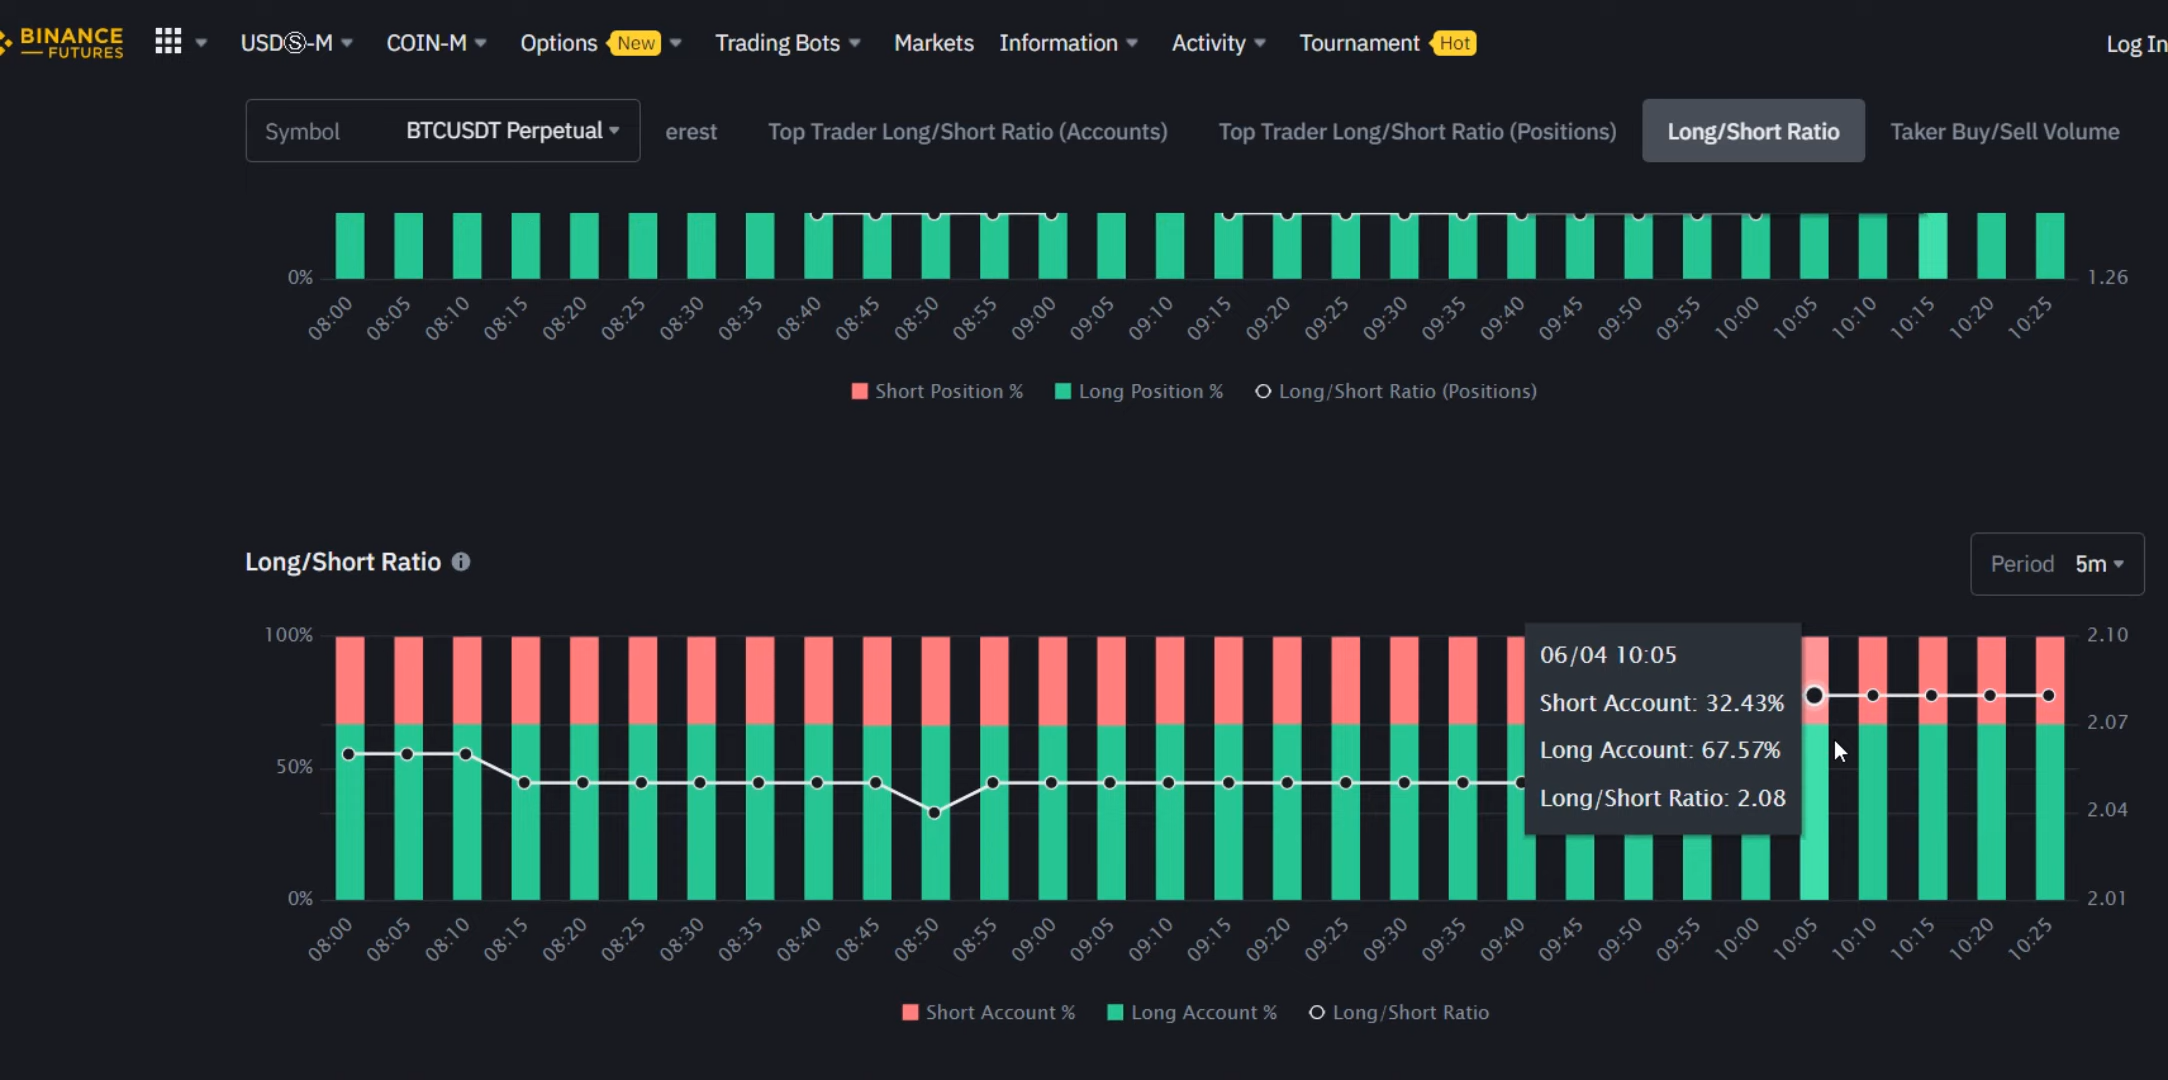 BINANCE
FUTURES
USDⓈ-M
COIN-M
Options
New
Trading Bots
Markets
Information
Activity
Tournament
Hot
Log In
Symbol
BTCUSDT Perpetual
erest
Top Trader Long/Short Ratio (Accounts)
Top Trader Long/Short Ratio (Positions)
Long/Short Ratio
Taker Buy/Sell Volume
0%
1.26
08:00 08:05 08:10 08:15 08:20 08:25 08:30 08:35 08:40 08:45 08:50 08:55 09:00 09:05 09:10 09:15 09:20 09:25 09:30 09:35 09:40 09:45 09:50 09:55 10:00 10:05 10:10 10:15 10:20 10:25
Short Position %
Long Position %
Long/Short Ratio (Positions)
Long/Short Ratio
Period 5m
100%
50%
0%
06/04 10:05
Short Account: 32.43%
Long Account: 67.57%
Long/Short Ratio: 2.08
2.10
2.07
2.04
2.01
08:00 08:05 08:10 08:15 08:20 08:25 08:30 08:35 08:40 08:45 08:50 08:55 09:00 09:05 09:10 09:15 09:20 09:25 09:30 09:35 09:40 09:45 09:50 09:55 10:00 10:05 10:10 10:15 10:20 10:25
Short Account %
Long Account %
Long/Short Ratio